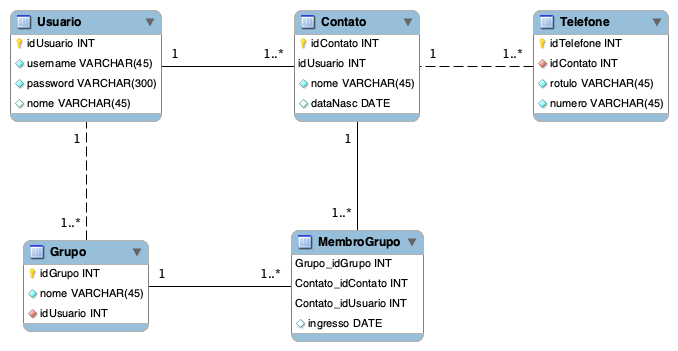 Usuario
idUsuario INT
username VARCHAR(45)
password VARCHAR(300)
nome VARCHAR(45)
1
1..*
Contato
idContato INT
idUsuario INT
nome VARCHAR(45)
dataNasc DATE
1
1..*
Telefone
idTelefone INT
idContato INT
rotulo VARCHAR(45)
numero VARCHAR(45)
1
1..*
1
1..*
Grupo
idGrupo INT
nome VARCHAR(45)
idUsuario INT
1
1..*
MembroGrupo
Grupo_idGrupo INT
Contato_idContato INT
Contato_idUsuario INT
ingresso DATE